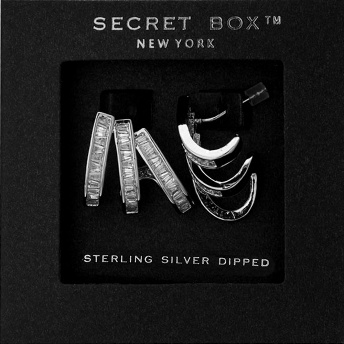 SECRET BOX™
NEW YORK
STERLING SILVER DIPPED